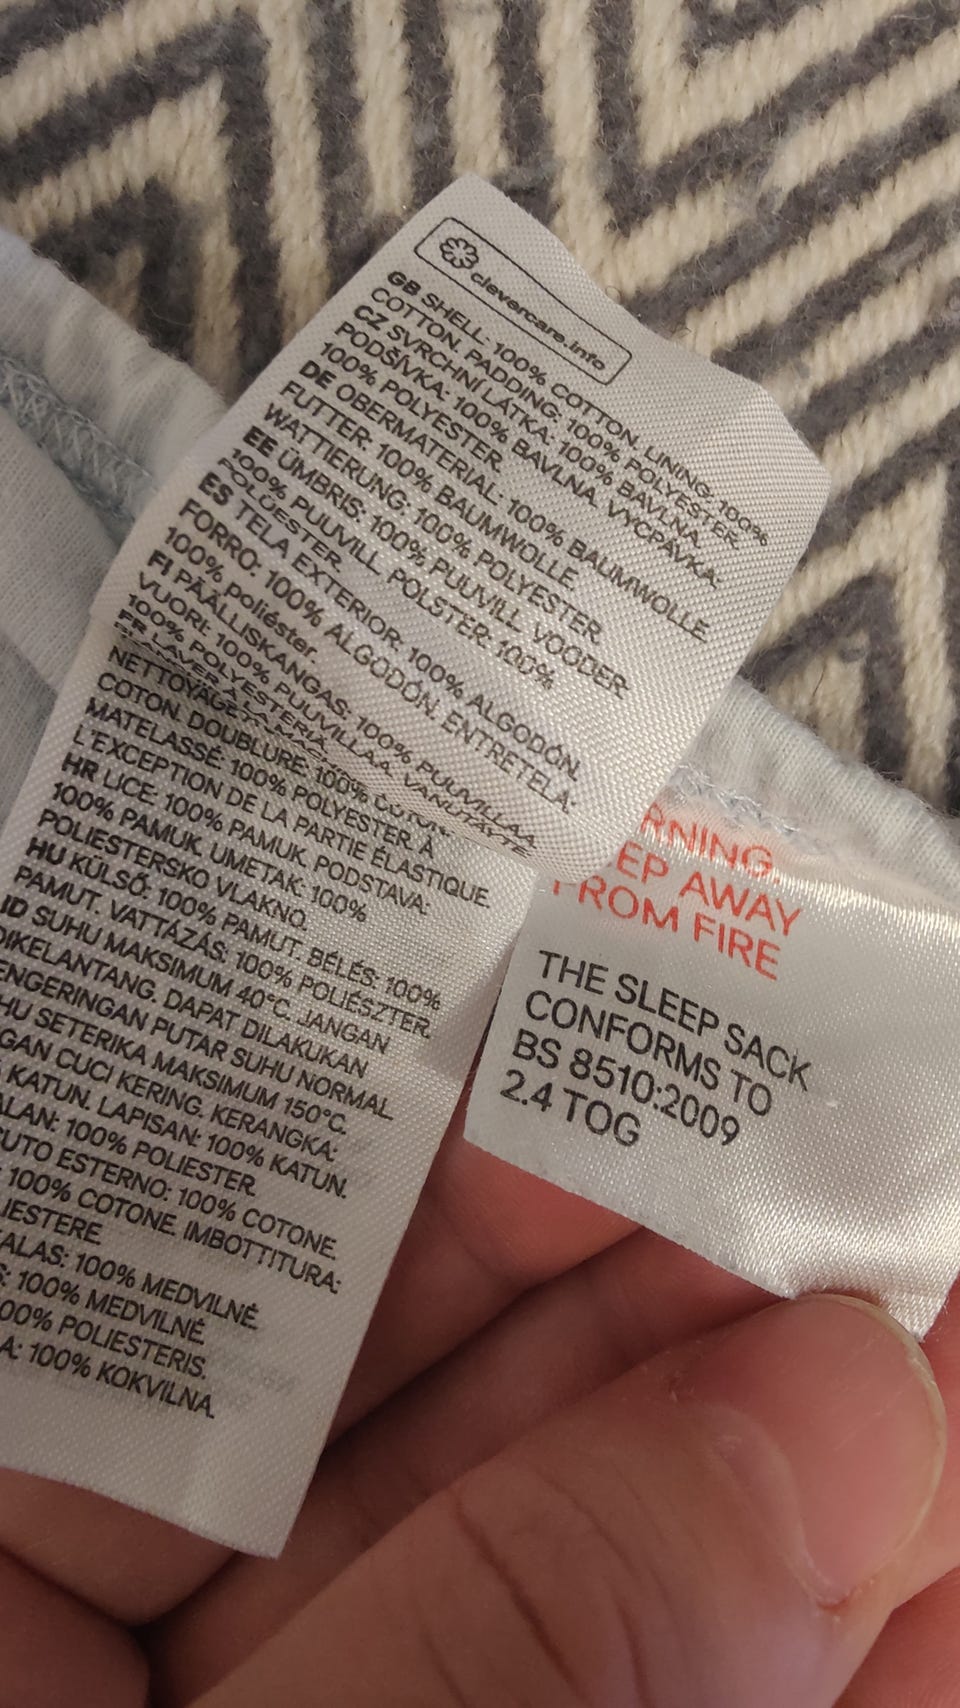 clevercare.info
GB SHELL: 100% COTTON. LINING: 100%
COTTON. PADDING: 100% POLYESTER.
CZ SVRCHNÍ LÁTKA: 100% BAVLNA.
PODŠÍVKA: 100% BAVLNA. VYCPÁVKA:
100% POLYESTER.
DE OBERMATERIAL: 100% BAUMWOLLE.
FUTTER: 100% BAUMWOLLE.
WATTIERUNG: 100% POLYESTER.
EE ÜMBRIS: 100% PUUVILL. VOODER:
100% PUUVILL. POLSTER: 100%
POLÜESTER.
ES TELA EXTERIOR: 100% ALGODÓN.
FORRO: 100% ALGODÓN. ENTRETELA:
100% poliéster.
FI PÄÄLLISKANGAS: 100% PUUVILLAA.
VUORI: 100% PUUVILLAA. VANUTÄYTE
100% POLYESTERIÄ.
FR LAVER À LA
NETTOYAGE
COTON. DOUBLURE: 100% COTON.
MATELASSÉ: 100% POLYESTER. À
L'EXCEPTION DE LA PARTIE ÉLASTIQUE.
HR LICE: 100% PAMUK. PODSTAVA:
100% PAMUK. UMETAK: 100%
POLIESTERSKO VLAKNO.
HU KÜLSŐ: 100% PAMUT. BÉLÉS: 100%
PAMUT. VATTÁZÁS: 100% POLIÉSZTER.
ID SUHU MAKSIMUM 40°C. JANGAN
DIKELANTANG. DAPAT DILAKUKAN
ENGERINGAN PUTAR SUHU NORMAL
HU SETERIKA MAKSIMUM 150°C.
GAN CUCI KERING. KERANGKA:
KATUN. LAPISAN: 100% KATUN.
ALAN: 100% POLIESTER.
UTO ESTERNO: 100% COTONE.
100% COTONE. IMBOTTITURA:
IESTERE
ALAS: 100% MEDVILNĖ.
S: 100% MEDVILNĖ.
00% POLIESTERIS.
A: 100% KOKVILNA.
RNING.
EP AWAY
FROM FIRE
THE SLEEP SACK
CONFORMS TO
BS 8510:2009
2.4 TOG